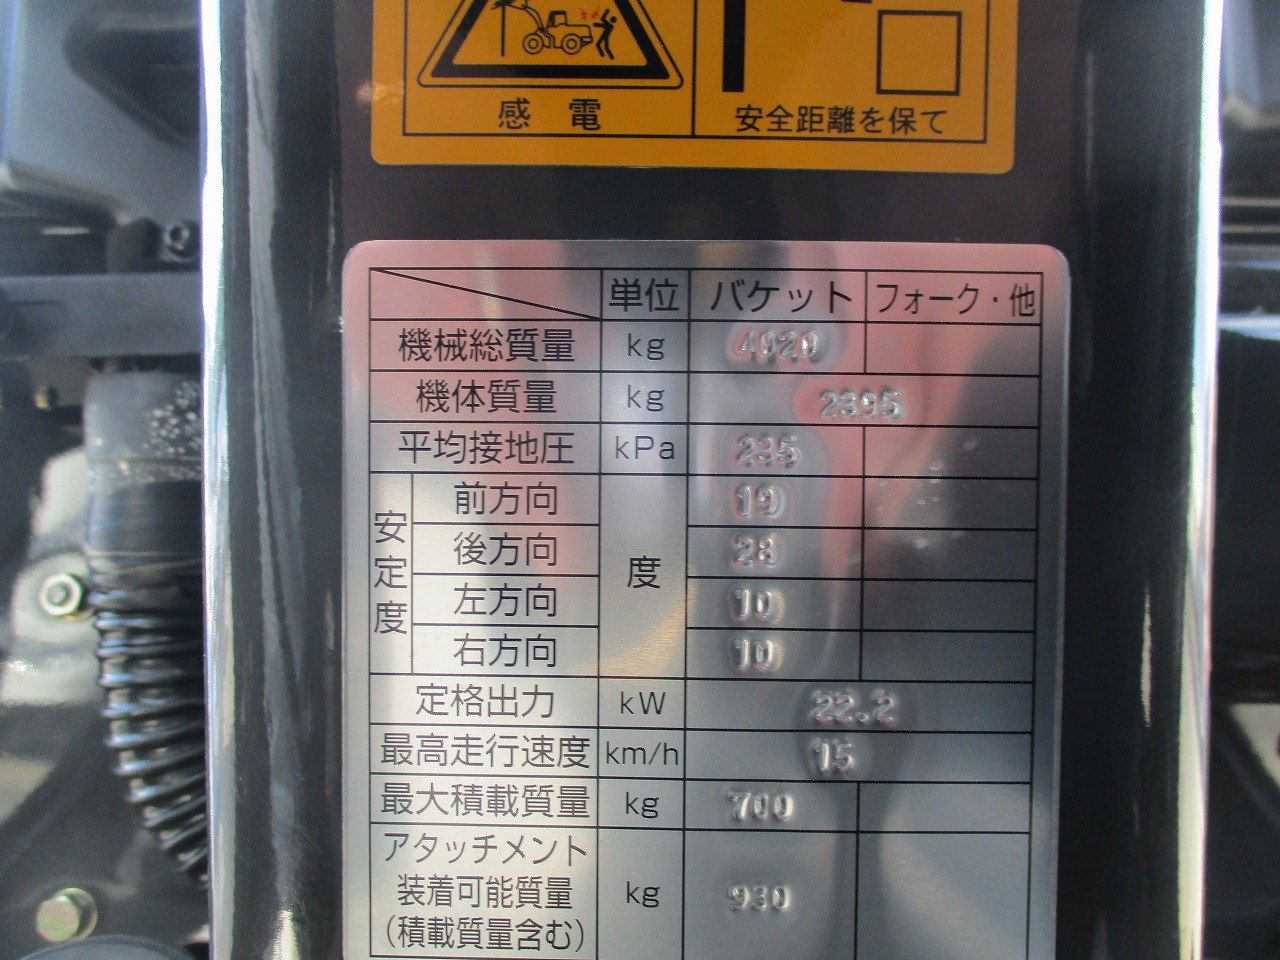 感電
安全距離を保て
単位 バケット フォーク・他
機械総質量 kg 4020
機体質量 kg 2395
平均接地圧 kPa 235
安定度
前方向 19
後方向 度 28
左方向 10
右方向 10
定格出力 kW 22.2
最高走行速度 km/h 15
最大積載質量 kg 700
アタッチメント
装着可能質量 kg 930
(積載質量含む)